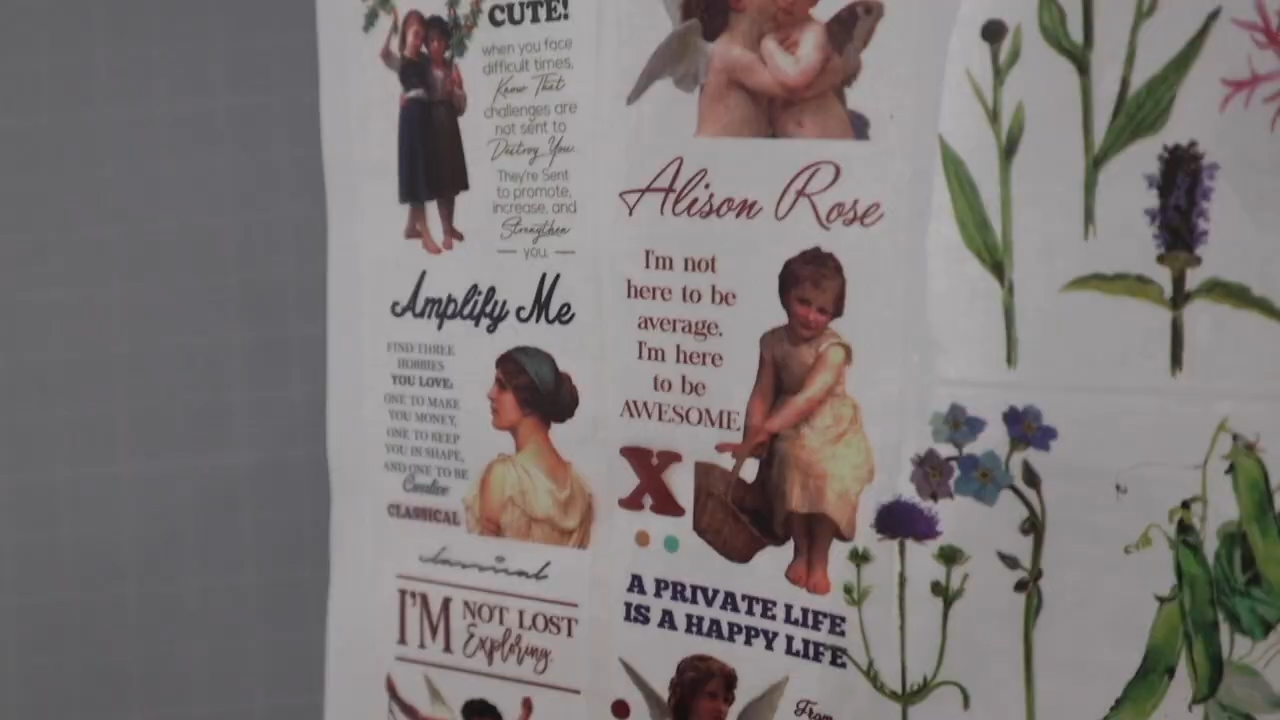 CUTE!
when you face
difficult times,
Know That
challenges are
not sent to
Destroy You.
They're Sent
to promote,
increase, and
Strengthen
you.
Amplify Me
FIND THREE
HOBBIES
YOU LOVE:
ONE TO MAKE
YOU MONEY,
ONE TO KEEP
YOU IN SHAPE,
AND ONE TO BE
Creative
CLASSICAL
classical
I'M NOT LOST
Exploring.
Alison Rose
I'm not
here to be
average.
I'm here
to be
AWESOME
X
A PRIVATE LIFE
IS A HAPPY LIFE
From